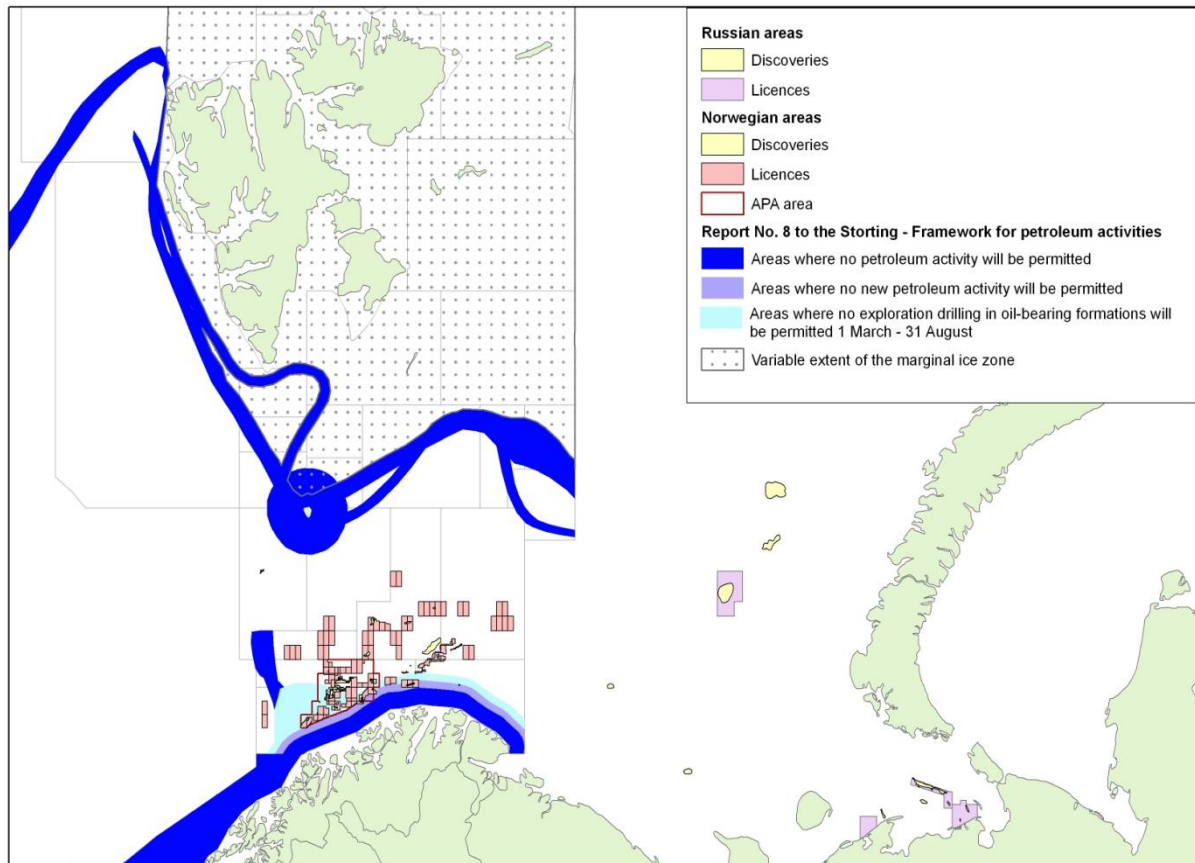 Russian areas
Discoveries
Licences
Norwegian areas
Discoveries
Licences
APA area
Report No. 8 to the Storting - Framework for petroleum activities
Areas where no petroleum activity will be permitted
Areas where no new petroleum activity will be permitted
Areas where no exploration drilling in oil-bearing formations will
be permitted 1 March - 31 August
Variable extent of the marginal ice zone